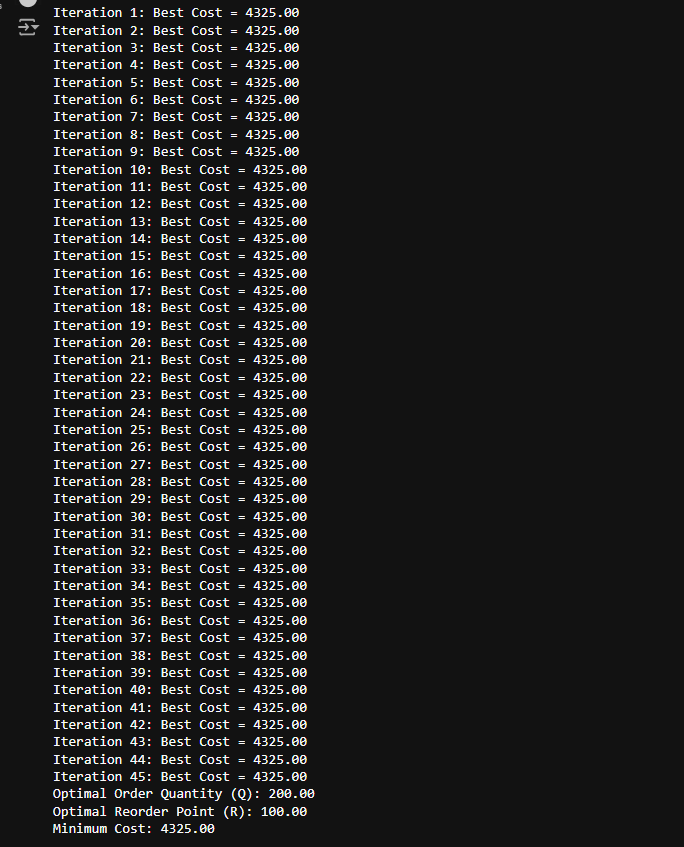 Iteration 1: Best Cost = 4325.00
Iteration 2: Best Cost = 4325.00
Iteration 3: Best Cost = 4325.00
Iteration 4: Best Cost = 4325.00
Iteration 5: Best Cost = 4325.00
Iteration 6: Best Cost = 4325.00
Iteration 7: Best Cost = 4325.00
Iteration 8: Best Cost = 4325.00
Iteration 9: Best Cost = 4325.00
Iteration 10: Best Cost = 4325.00
Iteration 11: Best Cost = 4325.00
Iteration 12: Best Cost = 4325.00
Iteration 13: Best Cost = 4325.00
Iteration 14: Best Cost = 4325.00
Iteration 15: Best Cost = 4325.00
Iteration 16: Best Cost = 4325.00
Iteration 17: Best Cost = 4325.00
Iteration 18: Best Cost = 4325.00
Iteration 19: Best Cost = 4325.00
Iteration 20: Best Cost = 4325.00
Iteration 21: Best Cost = 4325.00
Iteration 22: Best Cost = 4325.00
Iteration 23: Best Cost = 4325.00
Iteration 24: Best Cost = 4325.00
Iteration 25: Best Cost = 4325.00
Iteration 26: Best Cost = 4325.00
Iteration 27: Best Cost = 4325.00
Iteration 28: Best Cost = 4325.00
Iteration 29: Best Cost = 4325.00
Iteration 30: Best Cost = 4325.00
Iteration 31: Best Cost = 4325.00
Iteration 32: Best Cost = 4325.00
Iteration 33: Best Cost = 4325.00
Iteration 34: Best Cost = 4325.00
Iteration 35: Best Cost = 4325.00
Iteration 36: Best Cost = 4325.00
Iteration 37: Best Cost = 4325.00
Iteration 38: Best Cost = 4325.00
Iteration 39: Best Cost = 4325.00
Iteration 40: Best Cost = 4325.00
Iteration 41: Best Cost = 4325.00
Iteration 42: Best Cost = 4325.00
Iteration 43: Best Cost = 4325.00
Iteration 44: Best Cost = 4325.00
Iteration 45: Best Cost = 4325.00
Optimal Order Quantity (Q): 200.00
Optimal Reorder Point (R): 100.00
Minimum Cost: 4325.00